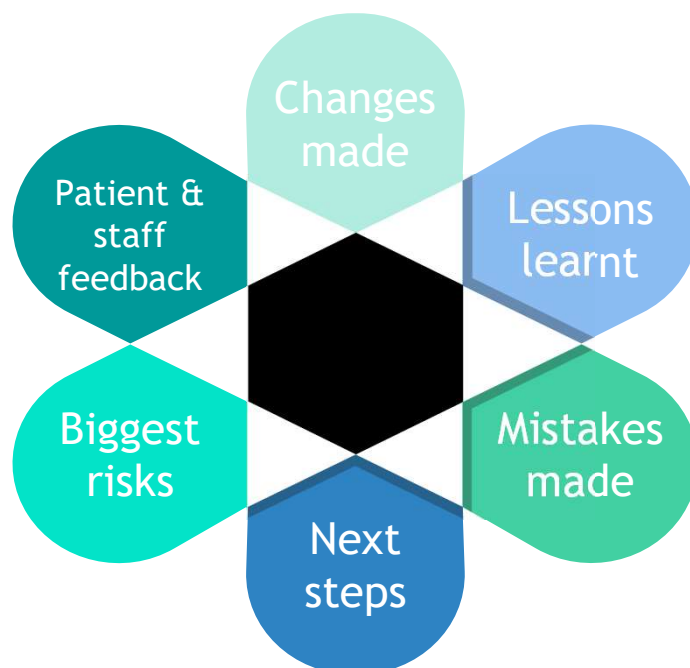 Changes
made
Lessons
learnt
Mistakes
made
Next
steps
Biggest
risks
Patient &
staff
feedback